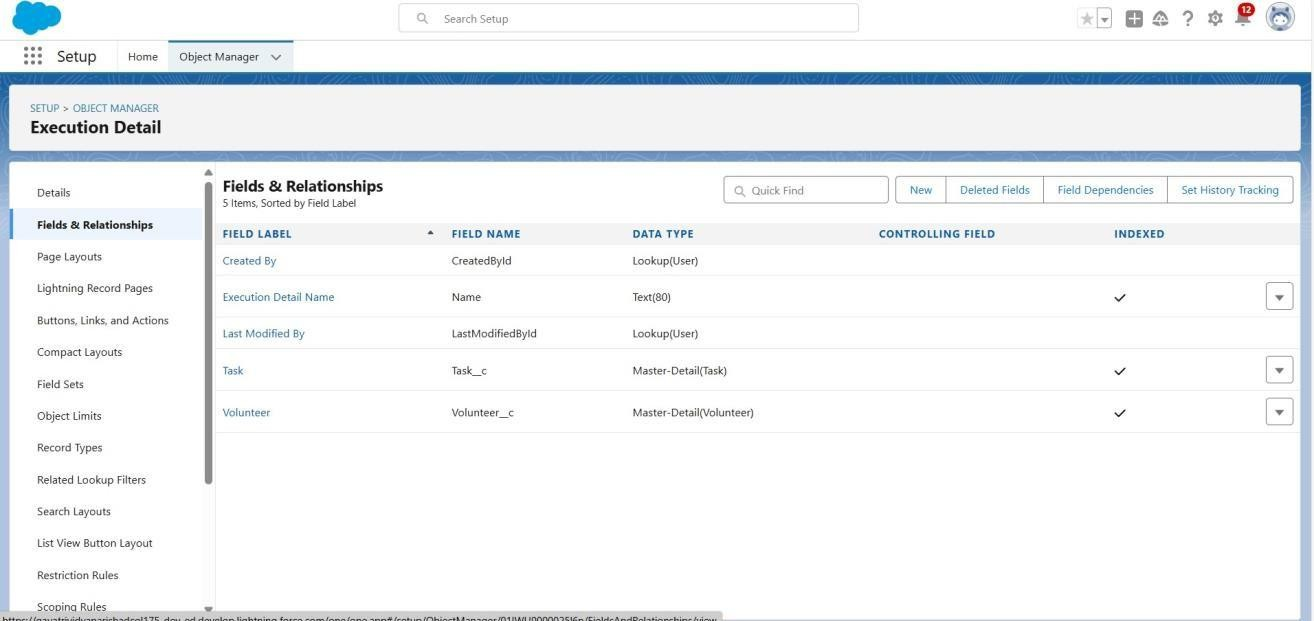 Search Setup
12
Setup
Home
Object Manager
SETUP > OBJECT MANAGER
Execution Detail
Details
Fields & Relationships
Page Layouts
Lightning Record Pages
Buttons, Links, and Actions
Compact Layouts
Field Sets
Object Limits
Record Types
Related Lookup Filters
Search Layouts
List View Button Layout
Restriction Rules
Scoping Rules
Fields & Relationships
5 Items, Sorted by Field Label
Quick Find
New
Deleted Fields
Field Dependencies
Set History Tracking
FIELD LABEL FIELD NAME DATA TYPE CONTROLLING FIELD INDEXED
Created By CreatedById Lookup(User)
Execution Detail Name Name Text(80)
Last Modified By LastModifiedById Lookup(User)
Task Task__c Master-Detail(Task)
Volunteer Volunteer__c Master-Detail(Volunteer)